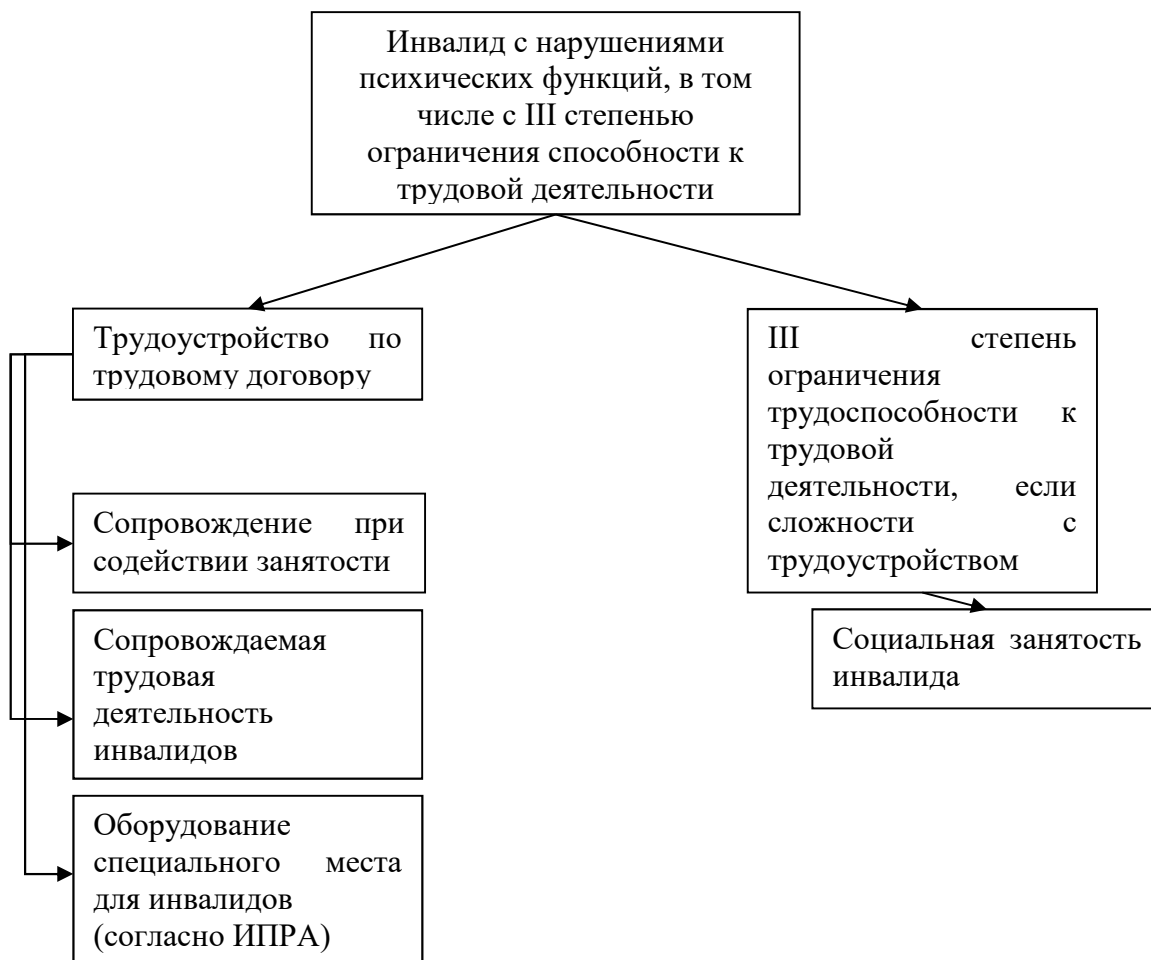 Инвалид с нарушениями
психических функций, в том
числе с III степенью
ограничения способности к
трудовой деятельности
Трудоустройство по
трудовому договору
III степень
ограничения
трудоспособности к
трудовой
деятельности, если
сложности с
трудоустройством
Сопровождение при
содействии занятости
Социальная занятость
инвалида
Сопровождаемая
трудовая
деятельность
инвалидов
Оборудование
специального места
для инвалидов
(согласно ИПРА)